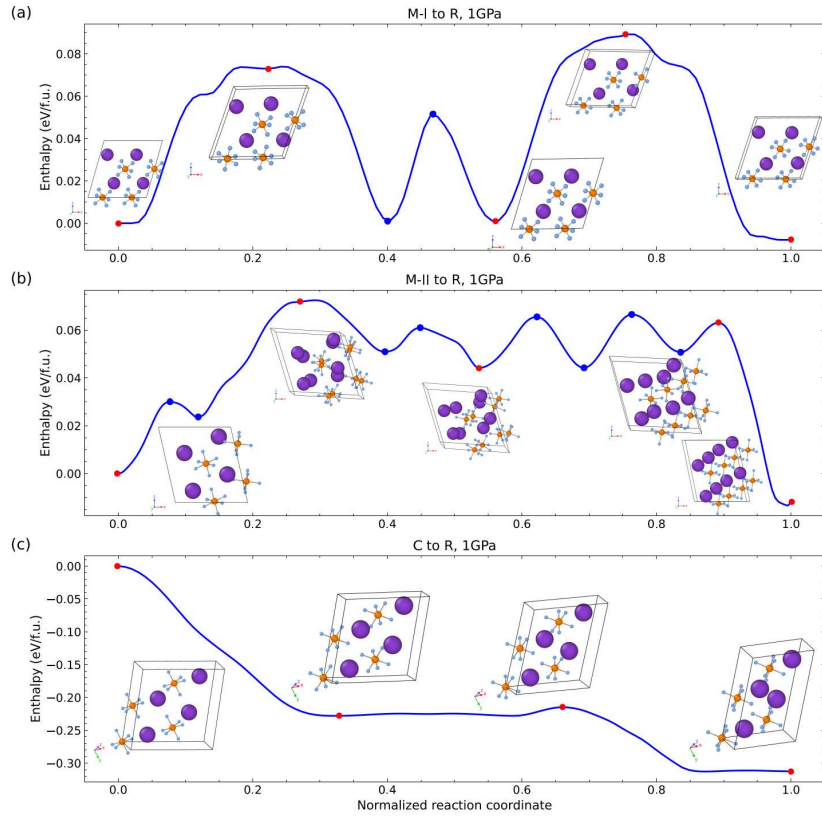 (a)
M-I to R, 1GPa
Enthalpy (eV/f.u.)
0.08
0.06
0.04
0.02
0.00
0.0 0.2 0.4 0.6 0.8 1.0
(b)
M-II to R, 1GPa
Enthalpy (eV/f.u.)
0.06
0.04
0.02
0.00
0.0 0.2 0.4 0.6 0.8 1.0
(c)
C to R, 1GPa
Enthalpy (eV/f.u.)
0.00
−0.05
−0.10
−0.15
−0.20
−0.25
−0.30
0.0 0.2 0.4 0.6 0.8 1.0
Normalized reaction coordinate